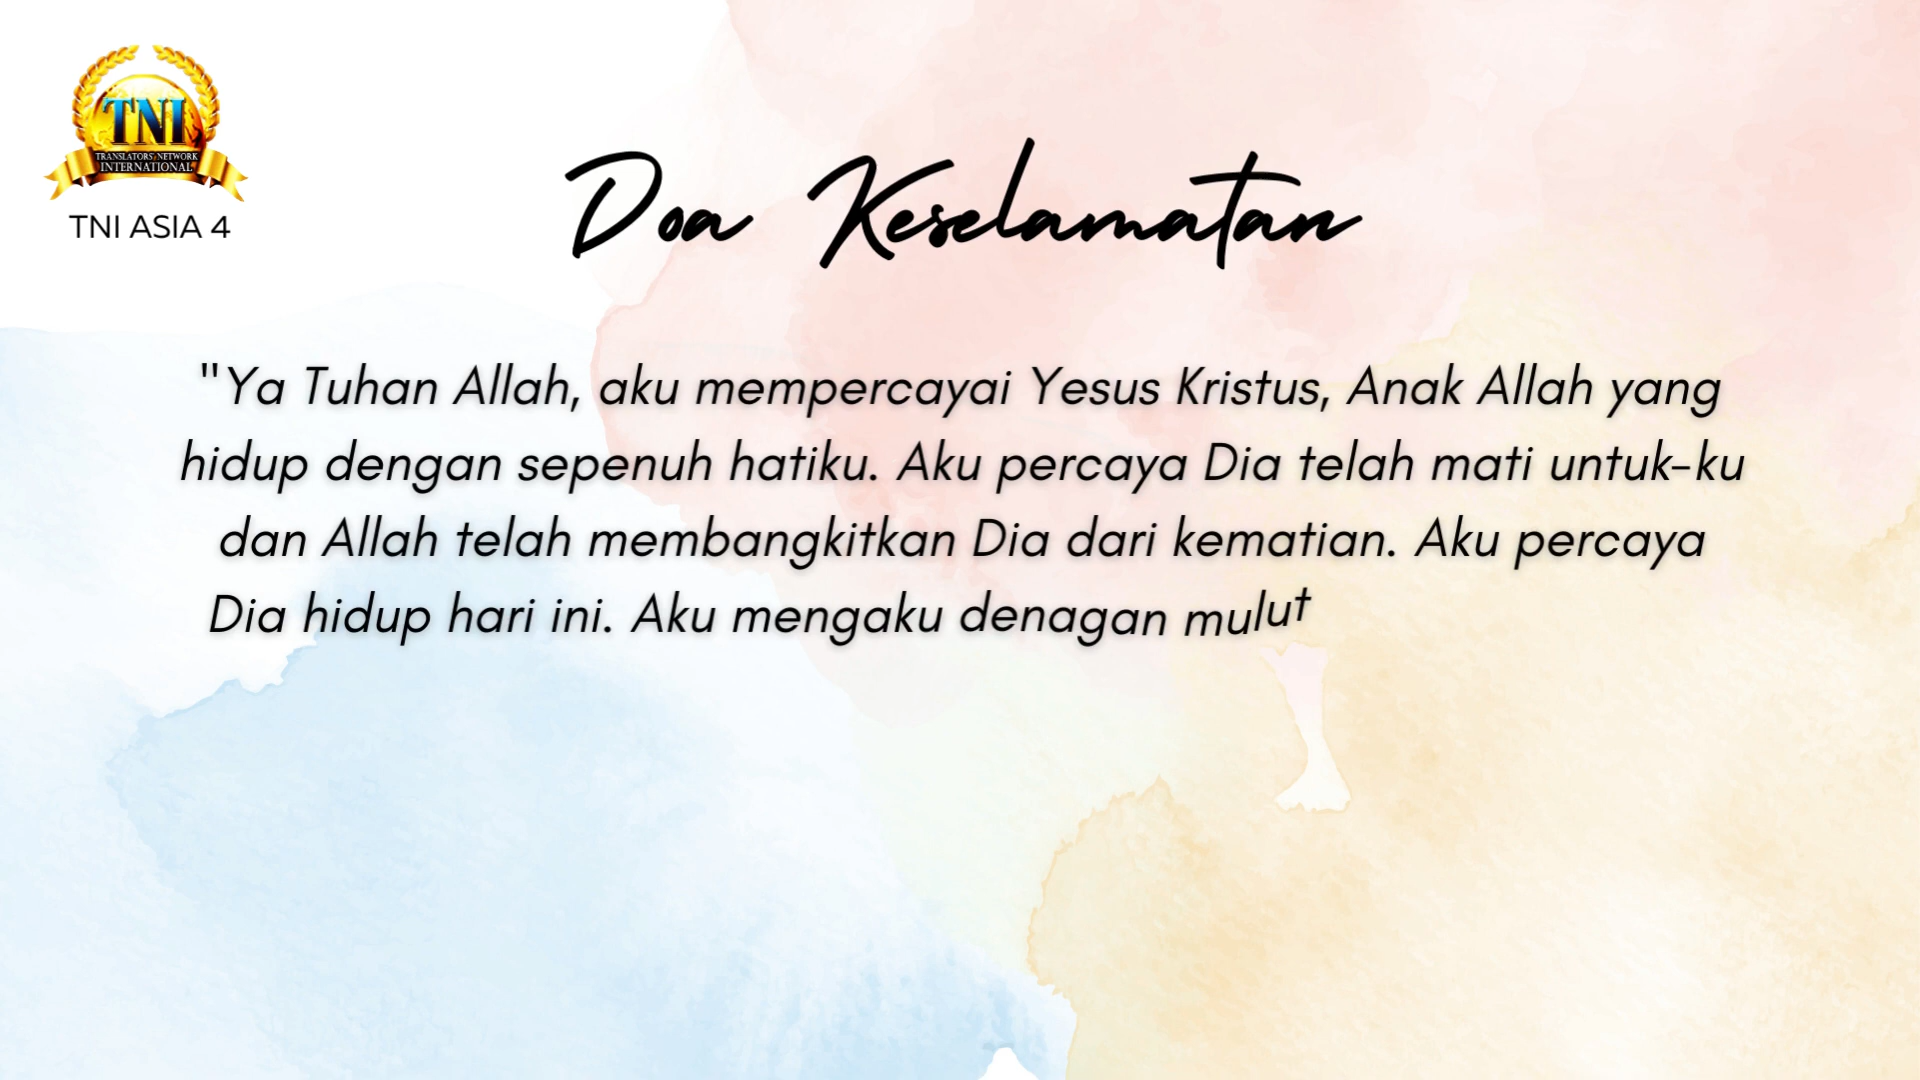 TNI
TRANSLATORS' NETWORK
INTERNATIONAL
TNI ASIA 4
Doa Keselamatan
"Ya Tuhan Allah, aku mempercayai Yesus Kristus, Anak Allah yang
hidup dengan sepenuh hatiku. Aku percaya Dia telah mati untuk-ku
dan Allah telah membangkitkan Dia dari kematian. Aku percaya
Dia hidup hari ini. Aku mengaku denagan mulut